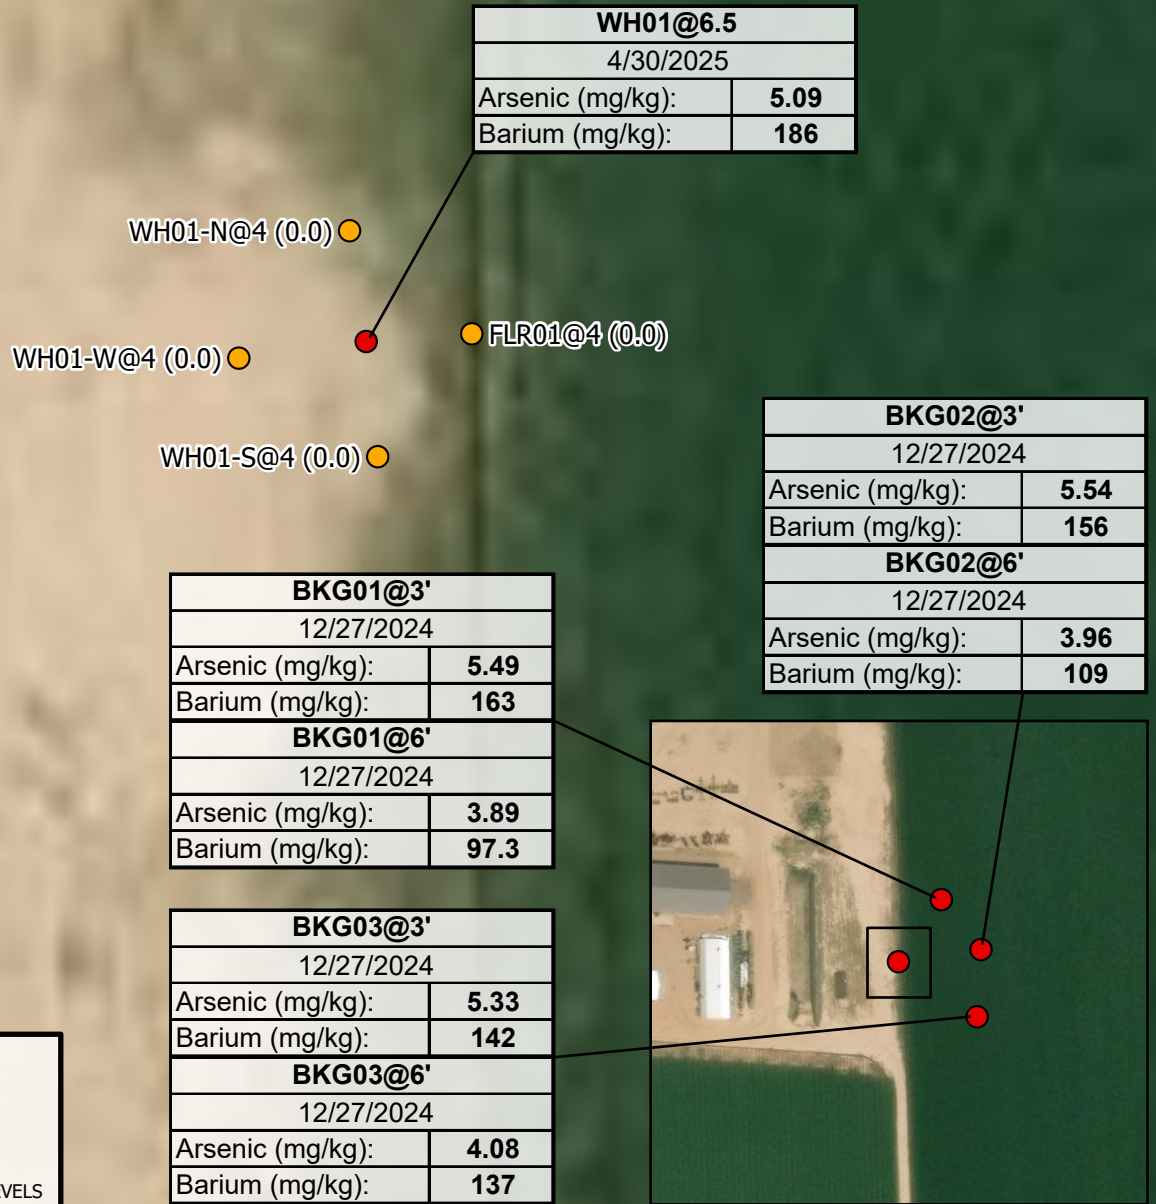 WH01@6.5
4/30/2025
Arsenic (mg/kg): 5.09
Barium (mg/kg): 186
WH01-N@4 (0.0)
FLR01@4 (0.0)
WH01-W@4 (0.0)
WH01-S@4 (0.0)
BKG02@3'
12/27/2024
Arsenic (mg/kg): 5.54
Barium (mg/kg): 156
BKG02@6'
12/27/2024
Arsenic (mg/kg): 3.96
Barium (mg/kg): 109
BKG01@3'
12/27/2024
Arsenic (mg/kg): 5.49
Barium (mg/kg): 163
BKG01@6'
12/27/2024
Arsenic (mg/kg): 3.89
Barium (mg/kg): 97.3
BKG03@3'
12/27/2024
Arsenic (mg/kg): 5.33
Barium (mg/kg): 142
BKG03@6'
12/27/2024
Arsenic (mg/kg): 4.08
Barium (mg/kg): 137